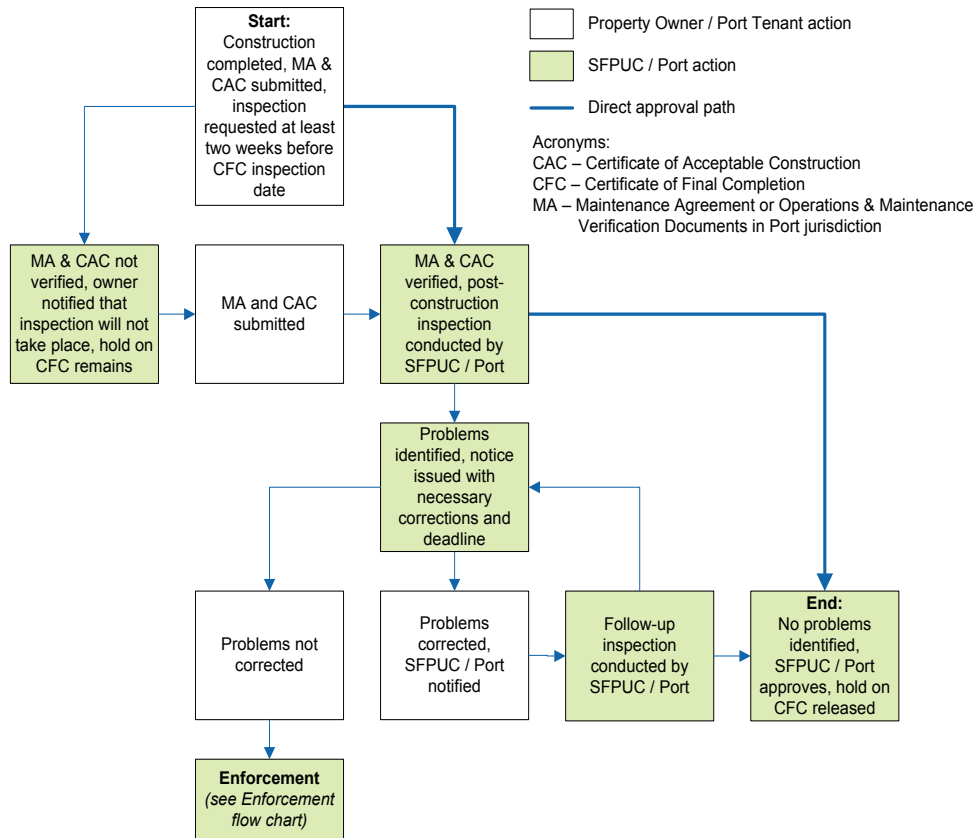 Start:
Construction
completed, MA &
CAC submitted,
inspection
requested at least
two weeks before
CFC inspection
date
Property Owner / Port Tenant action
SFPUC / Port action
Direct approval path
Acronyms:
CAC – Certificate of Acceptable Construction
CFC – Certificate of Final Completion
MA – Maintenance Agreement or Operations & Maintenance
Verification Documents in Port jurisdiction
MA & CAC not
verified, owner
notified that
inspection will not
take place, hold on
CFC remains
MA and CAC
submitted
MA & CAC
verified, post-
construction
inspection
conducted by
SFPUC / Port
Problems
identified, notice
issued with
necessary
corrections and
deadline
Problems not
corrected
Problems
corrected,
SFPUC / Port
notified
Follow-up
inspection
conducted by
SFPUC / Port
End:
No problems
identified,
SFPUC / Port
approves, hold on
CFC released
Enforcement
(see Enforcement
flow chart)